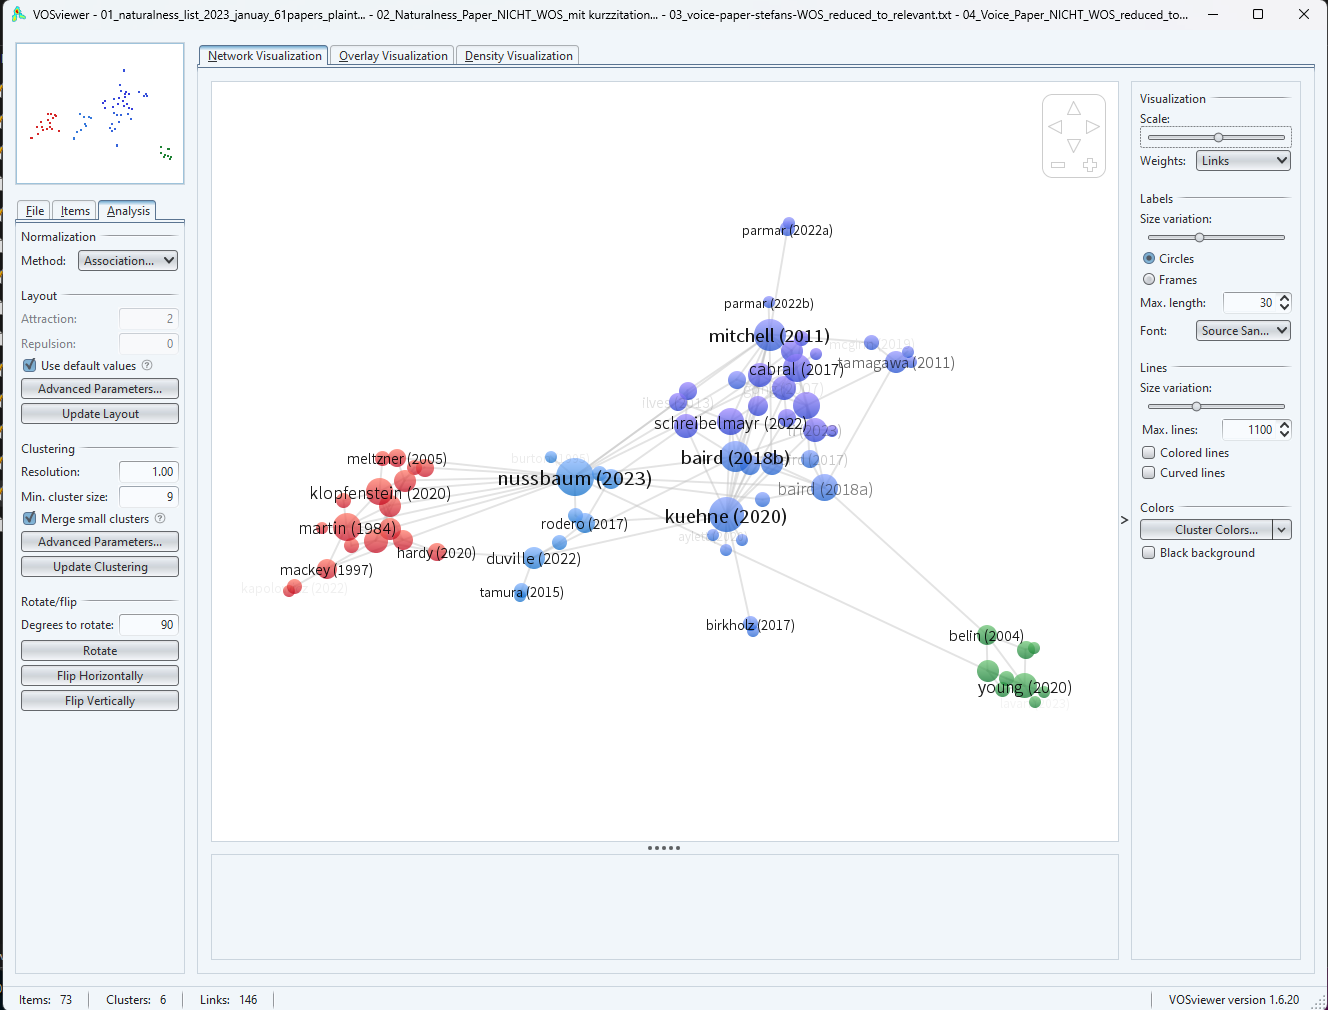 VOSviewer - 01_naturalness_list_2023_januay_61papers_plaint... - 02_Naturalness_Paper_NICHT_WOS_mit kurzzitation... - 03_voice-paper-stefans-WOS_reduced_to_relevant.txt - 04_Voice_Paper_NICHT_WOS_reduced_to...
Network Visualization
Overlay Visualization
Density Visualization
File
Items
Analysis
Normalization
Method:
Association...
Layout
Attraction:
2
Repulsion:
0
Use default values
Advanced Parameters...
Update Layout
Clustering
Resolution:
1.00
Min. cluster size:
9
Merge small clusters
Advanced Parameters...
Update Clustering
Rotate/flip
Degrees to rotate:
90
Rotate
Flip Horizontally
Flip Vertically
parmar (2022a)
parmar (2022b)
mitchell (2011)
tamagawa (2011)
cabral (2017)
schreibelmayr (2022)
baird (2018b)
baird (2018a)
meltzner (2005)
nussbaum (2023)
klopfenstein (2020)
kuehne (2020)
rodero (2017)
martin (1984)
hardy (2020)
duville (2022)
mackey (1997)
tamura (2015)
birkholz (2017)
belin (2004)
young (2020)
Visualization
Scale:
Weights:
Links
Labels
Size variation:
Circles
Frames
Max. length:
30
Font:
Source San...
Lines
Size variation:
Max. lines:
1100
Colored lines
Curved lines
Colors
Cluster Colors...
Black background
>
Items: 73
Clusters: 6
Links: 146
VOSviewer version 1.6.20